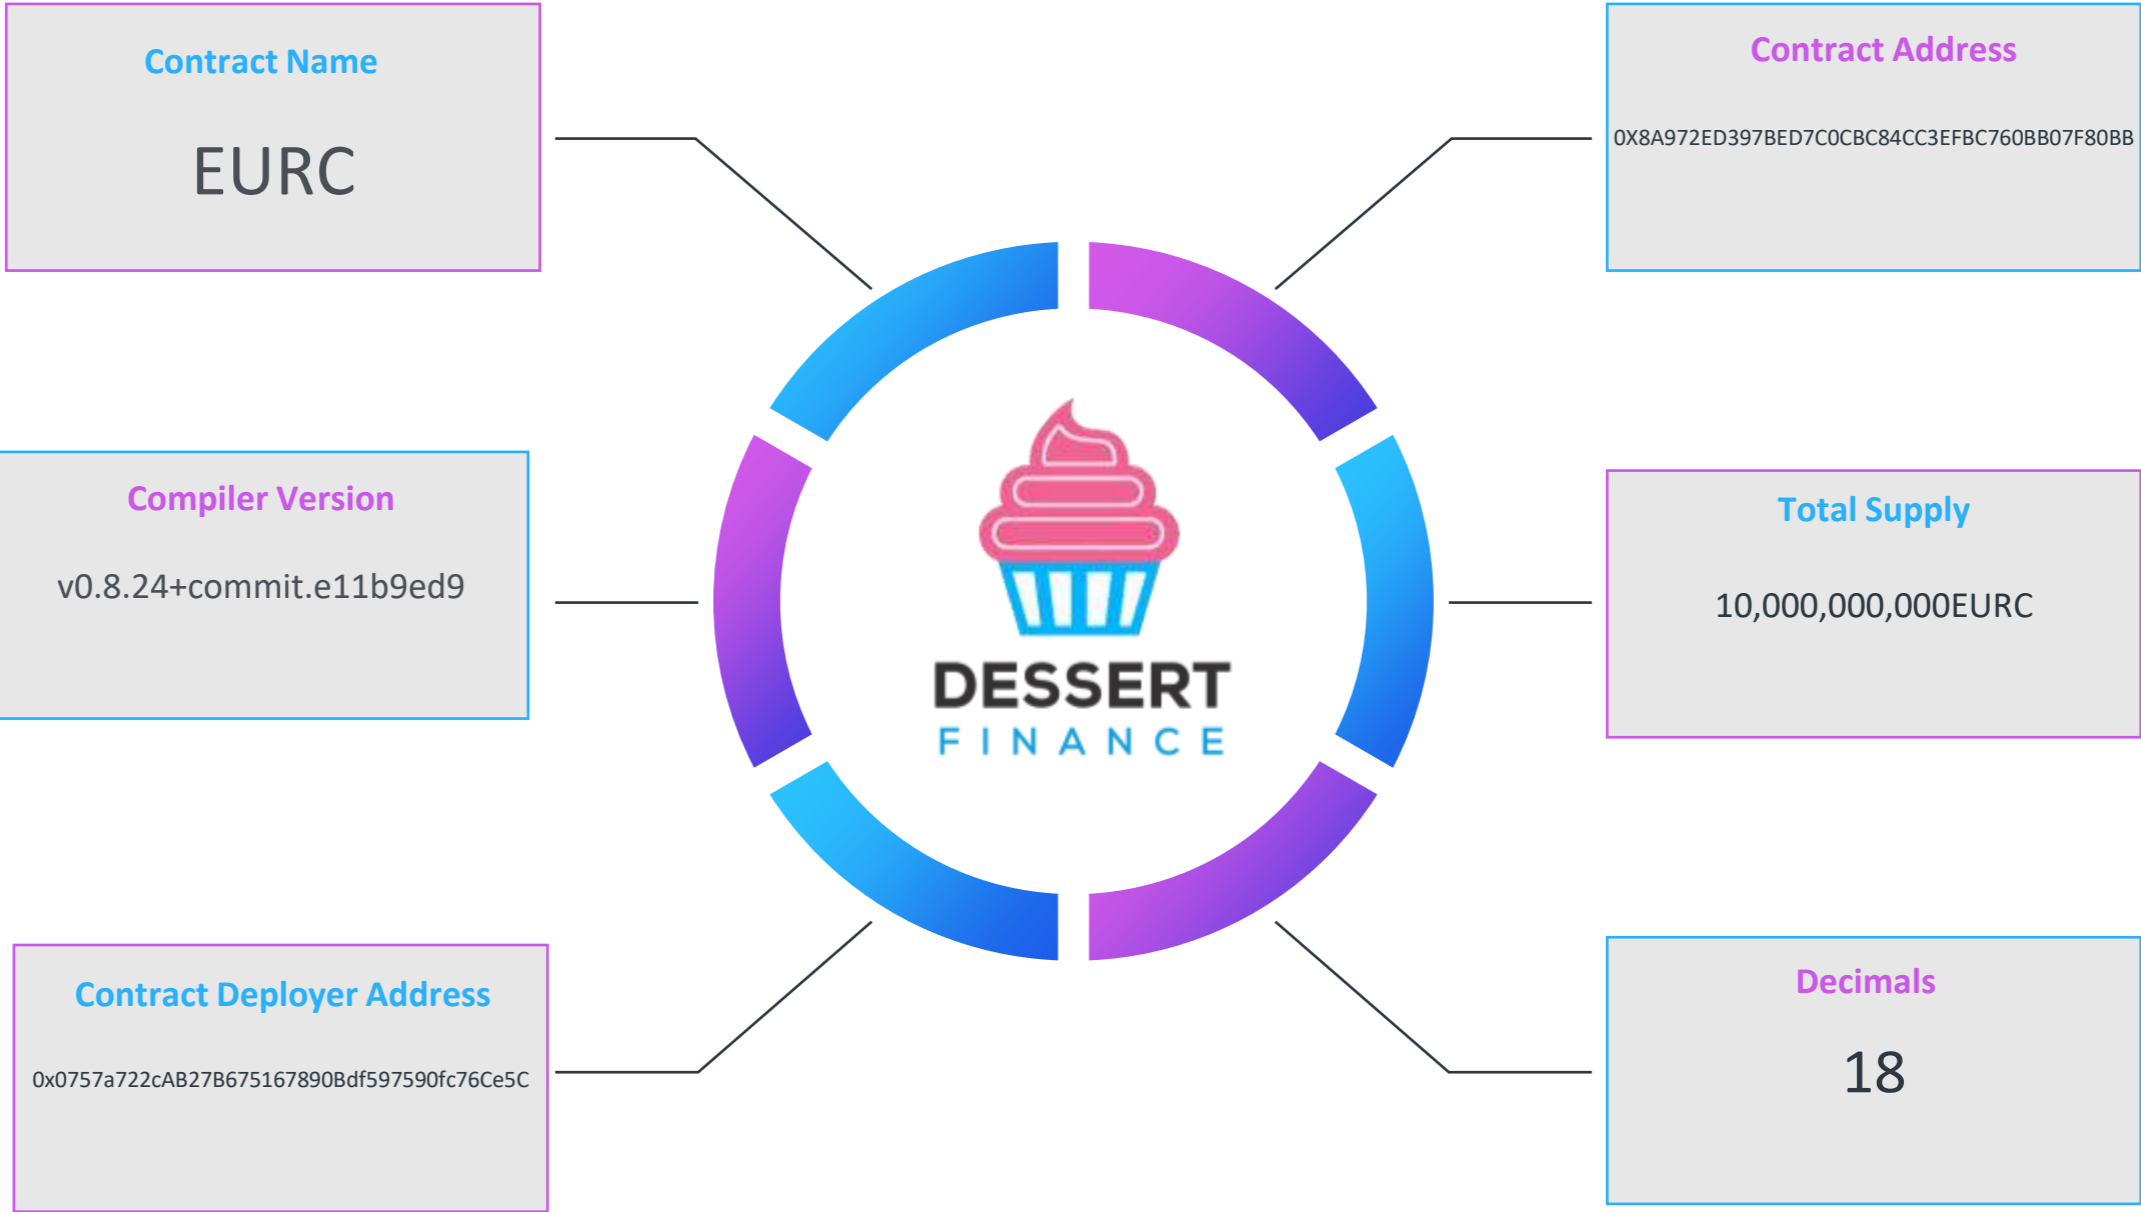 Contract Name
EURC
Contract Address
0X8A972ED397BED7C0CBC84CC3EFBC760BB07F80BB
Compiler Version
v0.8.24+commit.e11b9ed9
DESSERT
FINANCE
Total Supply
10,000,000,000EURC
Contract Deployer Address
0x0757a722cAB27B675167890Bdf597590fc76Ce5C
Decimals
18